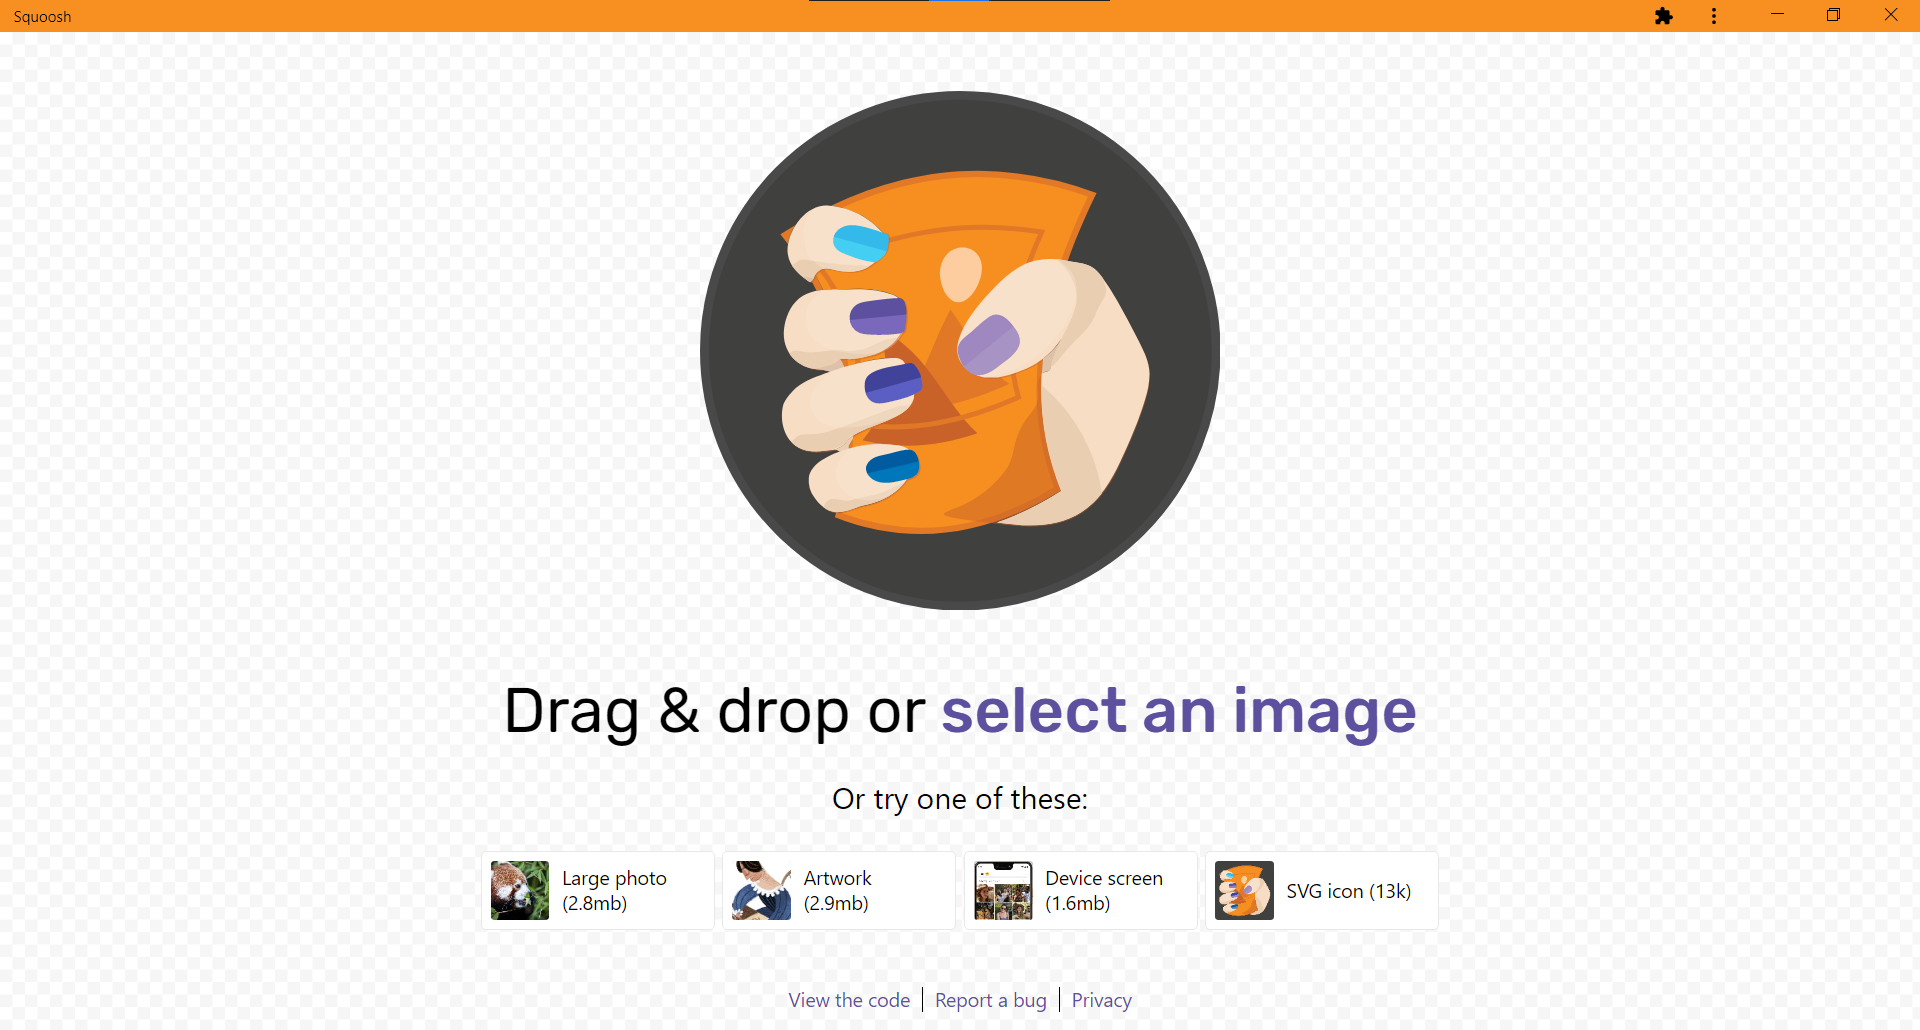 Squoosh
Drag & drop or select an image
Or try one of these:
Large photo
(2.8mb)
Artwork
(2.9mb)
Device screen
(1.6mb)
SVG icon (13k)
View the code
Report a bug
Privacy